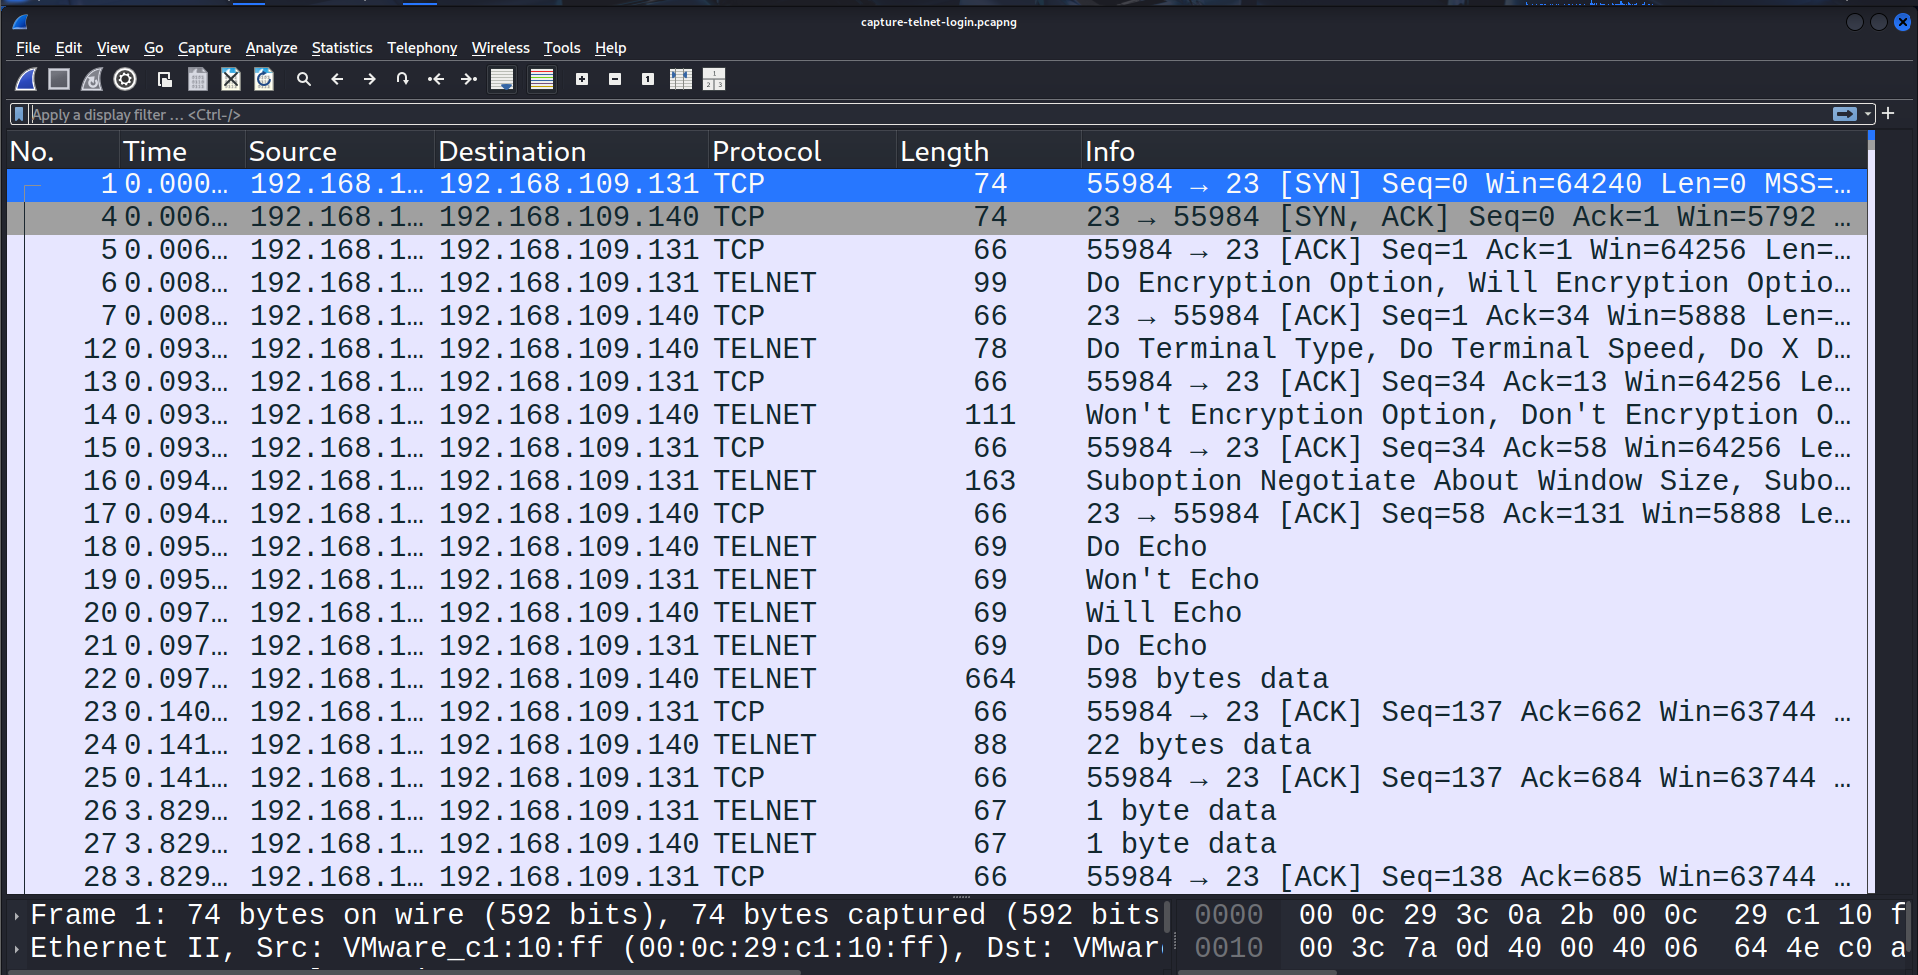 capture-telnet-login.pcapng
File Edit View Go Capture Analyze Statistics Telephony Wireless Tools Help
Apply a display filter … <Ctrl-/>
No. Time Source Destination Protocol Length Info
1 0.000… 192.168.1… 192.168.109.131 TCP 74 55984 → 23 [SYN] Seq=0 Win=64240 Len=0 MSS=…
4 0.006… 192.168.1… 192.168.109.140 TCP 74 23 → 55984 [SYN, ACK] Seq=0 Ack=1 Win=5792 …
5 0.006… 192.168.1… 192.168.109.131 TCP 66 55984 → 23 [ACK] Seq=1 Ack=1 Win=64256 Len=…
6 0.008… 192.168.1… 192.168.109.131 TELNET 99 Do Encryption Option, Will Encryption Optio…
7 0.008… 192.168.1… 192.168.109.140 TCP 66 23 → 55984 [ACK] Seq=1 Ack=34 Win=5888 Len=…
12 0.093… 192.168.1… 192.168.109.140 TELNET 78 Do Terminal Type, Do Terminal Speed, Do X D…
13 0.093… 192.168.1… 192.168.109.131 TCP 66 55984 → 23 [ACK] Seq=34 Ack=13 Win=64256 Le…
14 0.093… 192.168.1… 192.168.109.140 TELNET 111 Won't Encryption Option, Don't Encryption O…
15 0.093… 192.168.1… 192.168.109.131 TCP 66 55984 → 23 [ACK] Seq=34 Ack=58 Win=64256 Le…
16 0.094… 192.168.1… 192.168.109.131 TELNET 163 Suboption Negotiate About Window Size, Subo…
17 0.094… 192.168.1… 192.168.109.140 TCP 66 23 → 55984 [ACK] Seq=58 Ack=131 Win=5888 Le…
18 0.095… 192.168.1… 192.168.109.140 TELNET 69 Do Echo
19 0.095… 192.168.1… 192.168.109.131 TELNET 69 Won't Echo
20 0.097… 192.168.1… 192.168.109.140 TELNET 69 Will Echo
21 0.097… 192.168.1… 192.168.109.131 TELNET 69 Do Echo
22 0.097… 192.168.1… 192.168.109.140 TELNET 664 598 bytes data
23 0.140… 192.168.1… 192.168.109.131 TCP 66 55984 → 23 [ACK] Seq=137 Ack=662 Win=63744 …
24 0.141… 192.168.1… 192.168.109.140 TELNET 88 22 bytes data
25 0.141… 192.168.1… 192.168.109.131 TCP 66 55984 → 23 [ACK] Seq=137 Ack=684 Win=63744 …
26 3.829… 192.168.1… 192.168.109.131 TELNET 67 1 byte data
27 3.829… 192.168.1… 192.168.109.140 TELNET 67 1 byte data
28 3.829… 192.168.1… 192.168.109.131 TCP 66 55984 → 23 [ACK] Seq=138 Ack=685 Win=63744 …
Frame 1: 74 bytes on wire (592 bits), 74 bytes captured (592 bits
Ethernet II, Src: VMware_c1:10:ff (00:0c:29:c1:10:ff), Dst: VMwar
0000 00 0c 29 3c 0a 2b 00 0c 29 c1 10 f
0010 00 3c 7a 0d 40 00 40 06 64 4e c0 a